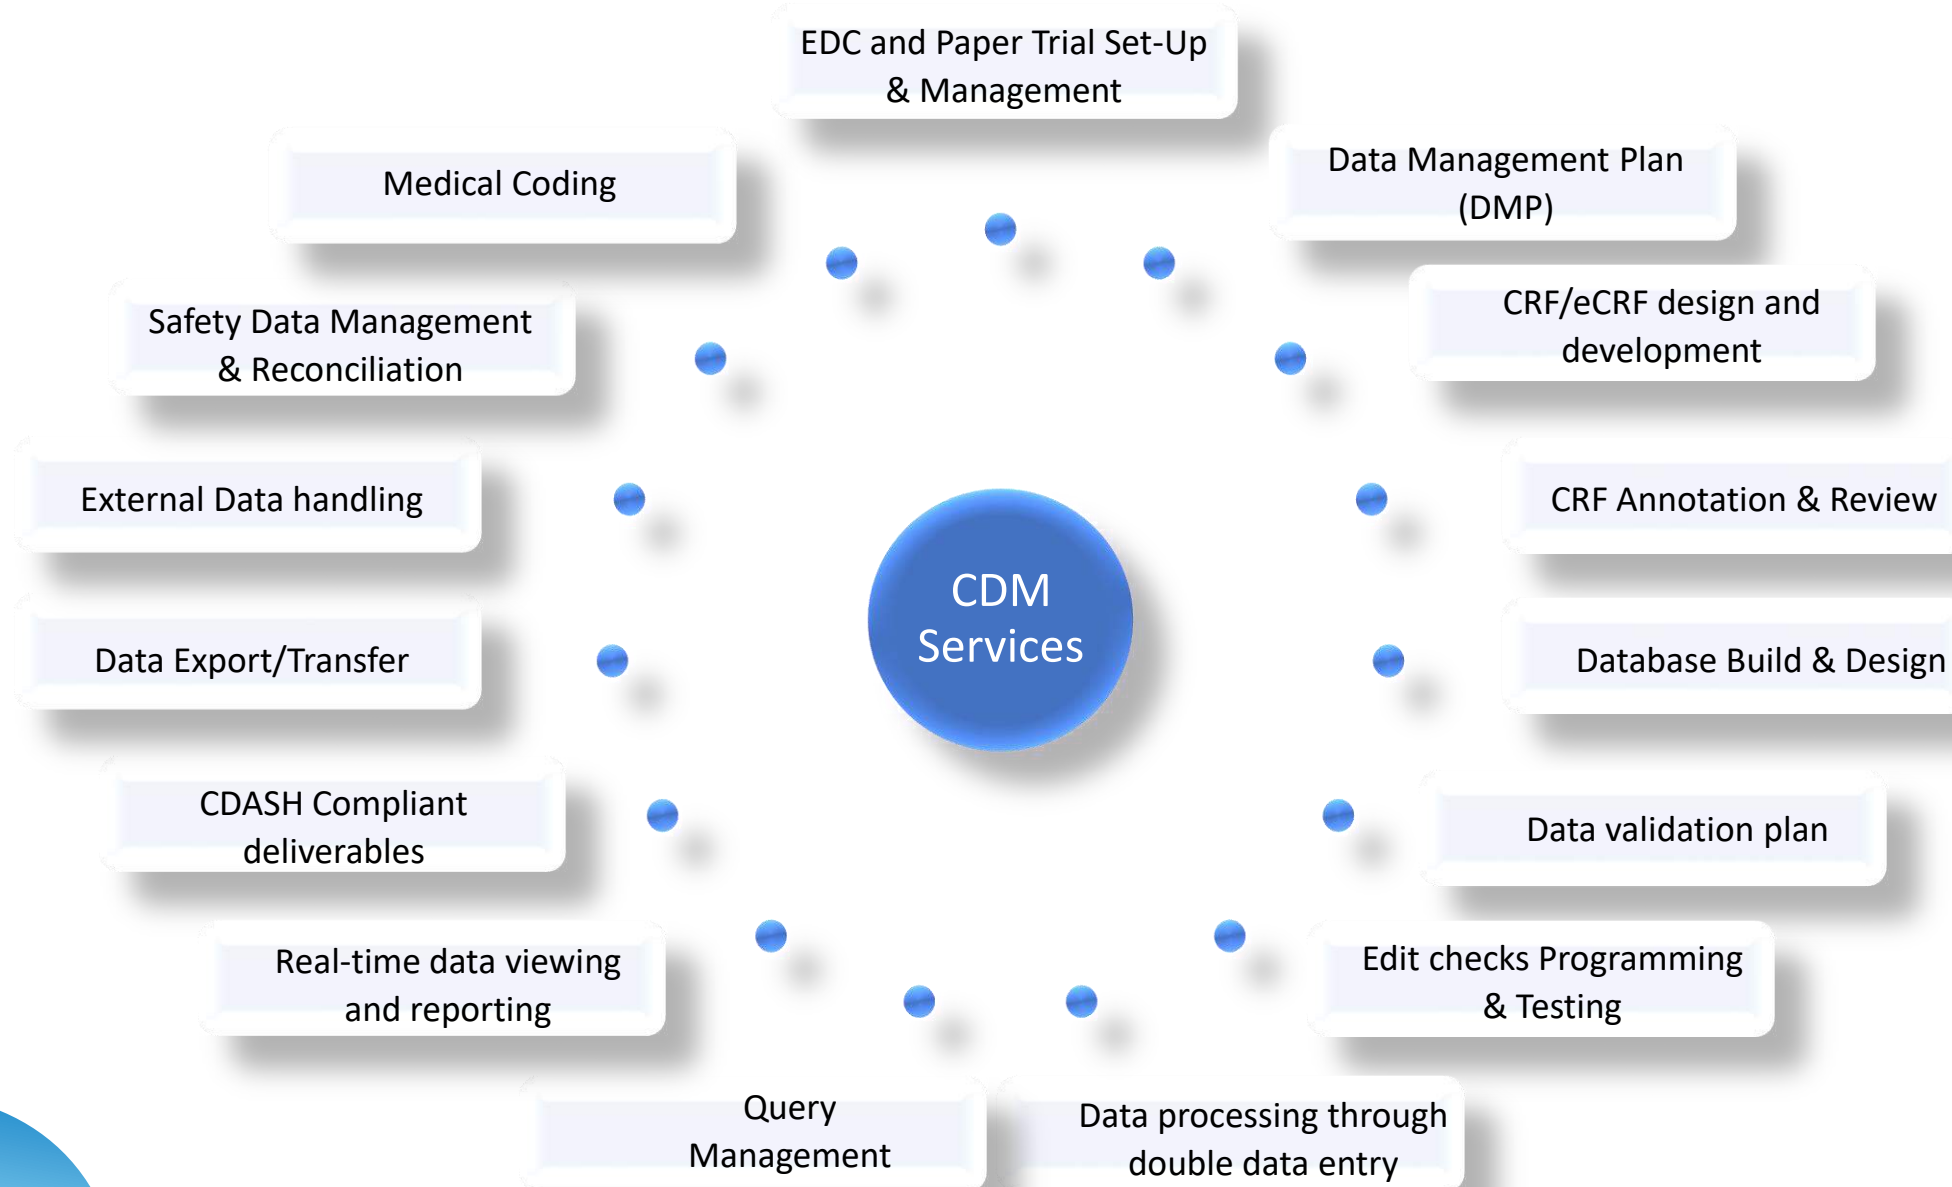 EDC and Paper Trial Set-Up
& Management
Data Management Plan
(DMP)
CRF/eCRF design and
development
CRF Annotation & Review
Database Build & Design
Data validation plan
Edit checks Programming
& Testing
Data processing through
double data entry
Query
Management
Real-time data viewing
and reporting
CDASH Compliant
deliverables
Data Export/Transfer
External Data handling
Safety Data Management
& Reconciliation
Medical Coding
CDM
Services